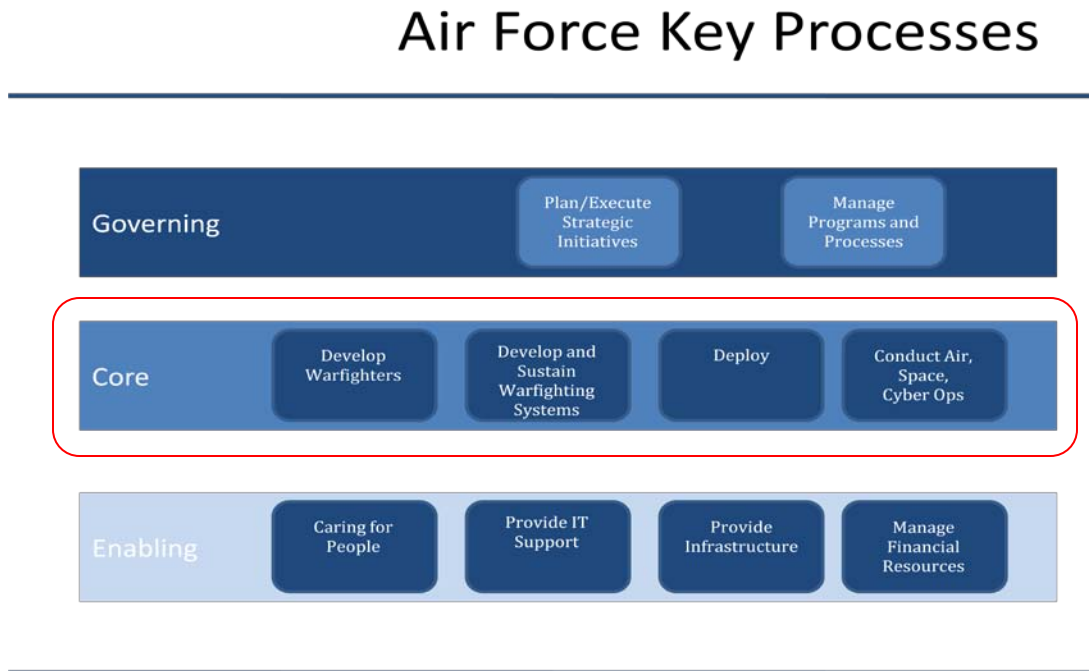 Air Force Key Processes
Governing
Plan/Execute
Strategic
Initiatives
Manage
Programs and
Processes
Core
Develop
Warfighters
Develop and
Sustain
Warfighting
Systems
Deploy
Conduct Air,
Space,
Cyber Ops
Enabling
Caring for
People
Provide IT
Support
Provide
Infrastructure
Manage
Financial
Resources